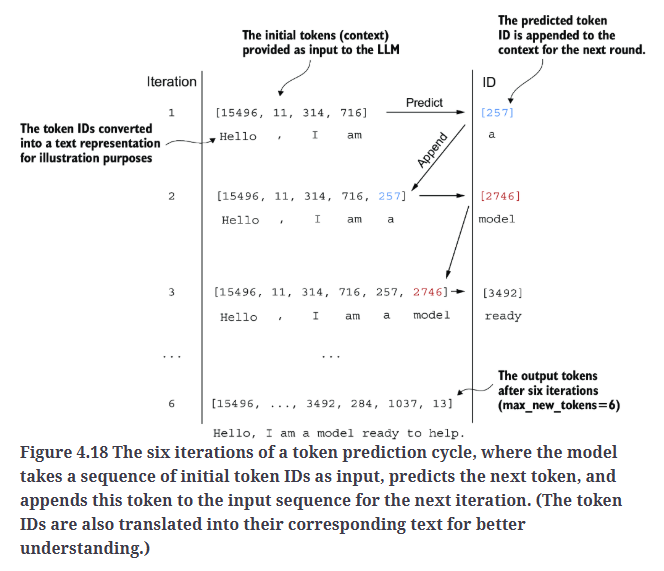 The initial tokens (context)
provided as input to the LLM
The predicted token
ID is appended to the
context for the next round.
Iteration
ID
1
[15496, 11, 314, 716]
Predict
[257]
The token IDs converted
into a text representation
for illustration purposes
Hello , I am
a
Append
2
[15496, 11, 314, 716, 257]
[2746]
Hello , I am a
model
3
[15496, 11, 314, 716, 257, 2746]
[3492]
Hello , I am a model
ready
...
...
The output tokens
after six iterations
(max_new_tokens=6)
6
[15496, ..., 3492, 284, 1037, 13]
Hello, I am a model ready to help.
Figure 4.18 The six iterations of a token prediction cycle, where the model
takes a sequence of initial token IDs as input, predicts the next token, and
appends this token to the input sequence for the next iteration. (The token
IDs are also translated into their corresponding text for better
understanding.)